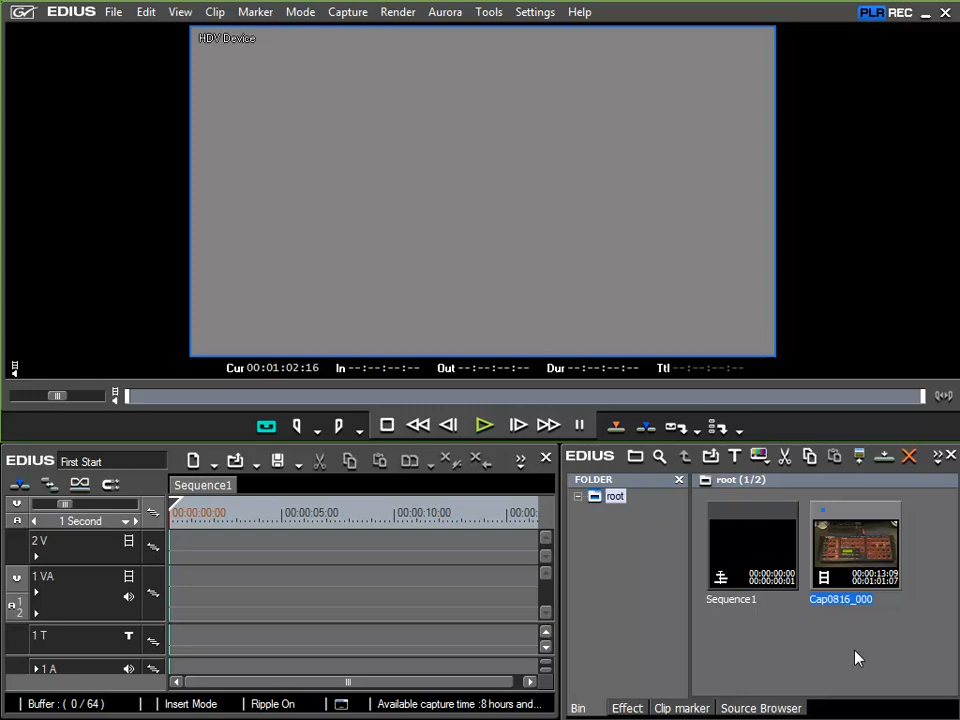 EDIUS File Edit View Clip Marker Mode Capture Render Aurora Tools Settings Help PLR REC
HDV Device
Cur 00:01:02:16 In --:--:--:-- Out --:--:--:-- Dur --:--:--:-- Ttl --:--:--:--
EDIUS First Start
Sequence1
1 Second
00:00:00:00 00:00:05:00 00:00:10:00 00:00:
2 V
1 VA
1 2
1 T
T
1 A
Buffer : ( 0 / 64 ) Insert Mode Ripple On Available capture time :8 hours and...
EDIUS
T
FOLDER
root
root (1/2)
00:00:00:00
00:00:00:01
Sequence1
00:00:13:09
00:01:01:07
Cap0816_000
Bin Effect Clip marker Source Browser